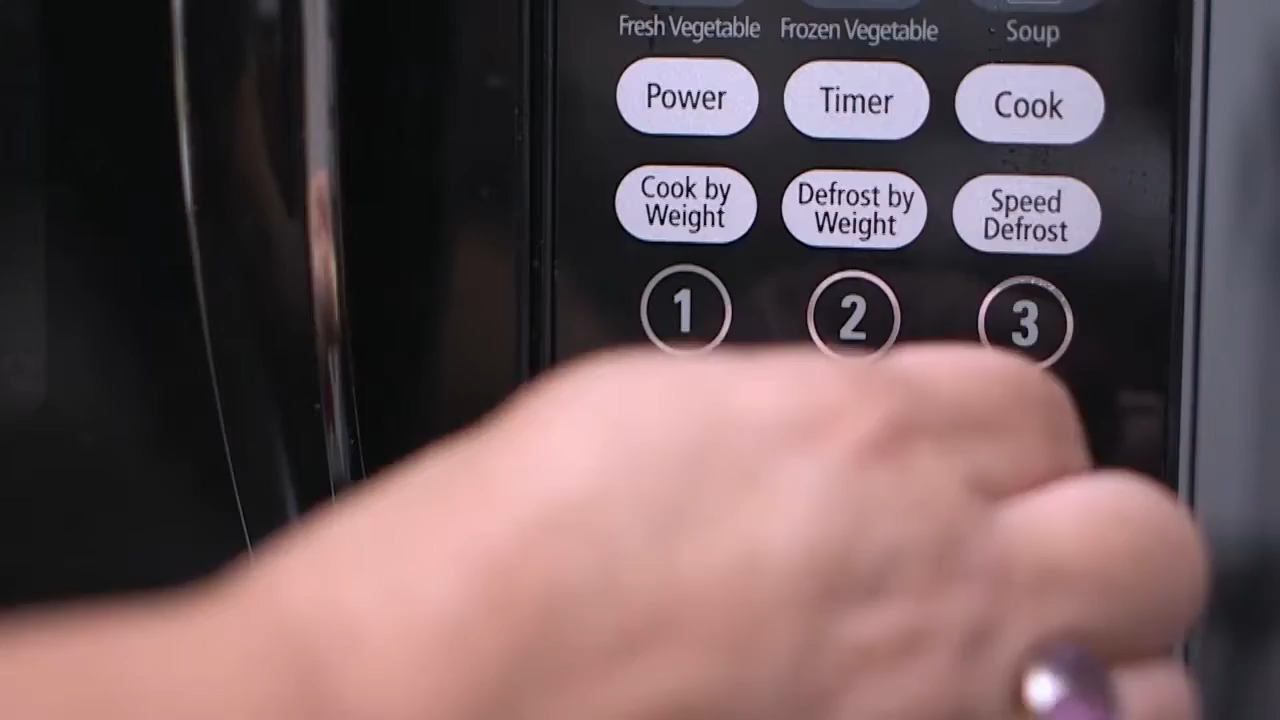 Fresh Vegetable Frozen Vegetable Soup
Power Timer Cook
Cook by Weight
Defrost by Weight
Speed Defrost
1 2 3